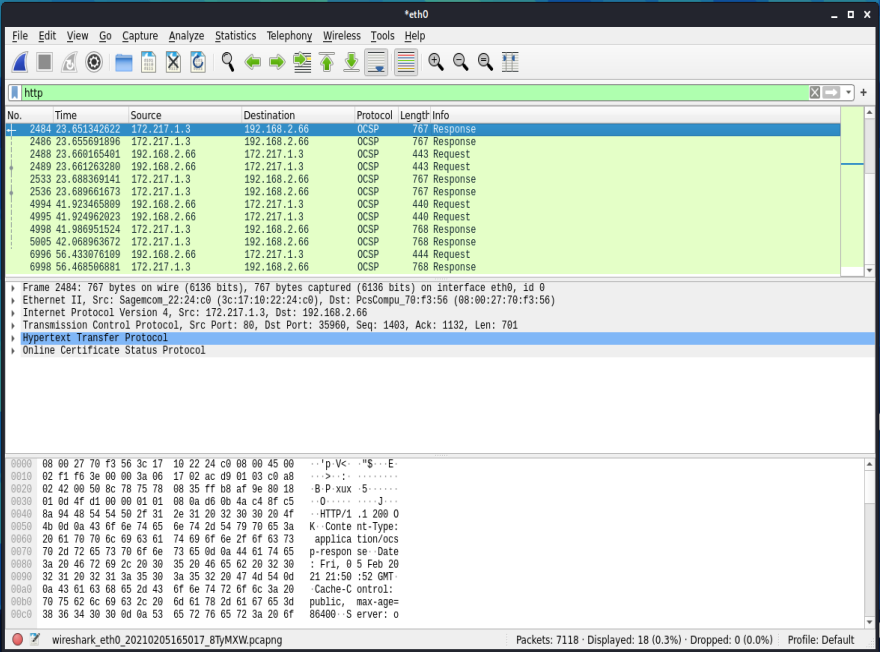 *eth0
File Edit View Go Capture Analyze Statistics Telephony Wireless Tools Help
http
No. Time Source Destination Protocol Length Info
2484 23.651342622 172.217.1.3 192.168.2.66 OCSP 767 Response
2486 23.655691896 172.217.1.3 192.168.2.66 OCSP 767 Response
2488 23.660165401 192.168.2.66 172.217.1.3 OCSP 443 Request
2489 23.661263280 192.168.2.66 172.217.1.3 OCSP 443 Request
2533 23.688369141 172.217.1.3 192.168.2.66 OCSP 767 Response
2536 23.689661673 172.217.1.3 192.168.2.66 OCSP 767 Response
4994 41.923465809 192.168.2.66 172.217.1.3 OCSP 440 Request
4995 41.924962023 192.168.2.66 172.217.1.3 OCSP 440 Request
4998 41.986951524 172.217.1.3 192.168.2.66 OCSP 768 Response
5005 42.068963672 172.217.1.3 192.168.2.66 OCSP 768 Response
6996 56.433076109 192.168.2.66 172.217.1.3 OCSP 444 Request
6998 56.468506881 172.217.1.3 192.168.2.66 OCSP 768 Response
Frame 2484: 767 bytes on wire (6136 bits), 767 bytes captured (6136 bits) on interface eth0, id 0
Ethernet II, Src: Sagemcom_22:24:c0 (3c:17:10:22:24:c0), Dst: PcsCompu_70:f3:56 (08:00:27:70:f3:56)
Internet Protocol Version 4, Src: 172.217.1.3, Dst: 192.168.2.66
Transmission Control Protocol, Src Port: 80, Dst Port: 35960, Seq: 1403, Ack: 1132, Len: 701
Hypertext Transfer Protocol
Online Certificate Status Protocol
0000 08 00 27 70 f3 56 3c 17 10 22 24 c0 08 00 45 00 ··'p·V<· ·"$···E·
0010 02 f1 f6 3e 00 00 3a 06 17 02 ac d9 01 03 c0 a8 ···>··:· ········
0020 02 42 00 50 8c 78 75 78 08 35 ff b8 af 9e 80 18 ·B·P·xux ·5······
0030 01 0d 4f d1 00 00 01 01 08 0a d6 0b 4a c4 8f c5 ··O····· ····J···
0040 8a 94 48 54 54 50 2f 31 2e 31 20 32 30 30 20 4f ··HTTP/1 .1 200 O
0050 4b 0d 0a 43 6f 6e 74 65 6e 74 2d 54 79 70 65 3a K··Conte nt-Type:
0060 20 61 70 70 6c 69 63 61 74 69 6f 6e 2f 6f 63 73 applica tion/ocs
0070 70 2d 72 65 73 70 6f 6e 73 65 0d 0a 44 61 74 65 p-respon se··Date
0080 3a 20 46 72 69 2c 20 30 35 20 46 65 62 20 32 30 : Fri, 0 5 Feb 20
0090 32 31 20 32 31 3a 35 30 3a 35 32 20 47 4d 54 0d 21 21:50 :52 GMT·
00a0 0a 43 61 63 68 65 2d 43 6f 6e 74 72 6f 6c 3a 20 ·Cache-C ontrol:
00b0 70 75 62 6c 69 63 2c 20 6d 61 78 2d 61 67 65 3d public, max-age=
00c0 38 36 34 30 30 0d 0a 53 65 72 76 65 72 3a 20 6f 86400··S erver: o
wireshark_eth0_20210205165017_8TyMXW.pcapng Packets: 7118 · Displayed: 18 (0.3%) · Dropped: 0 (0.0%) Profile: Default